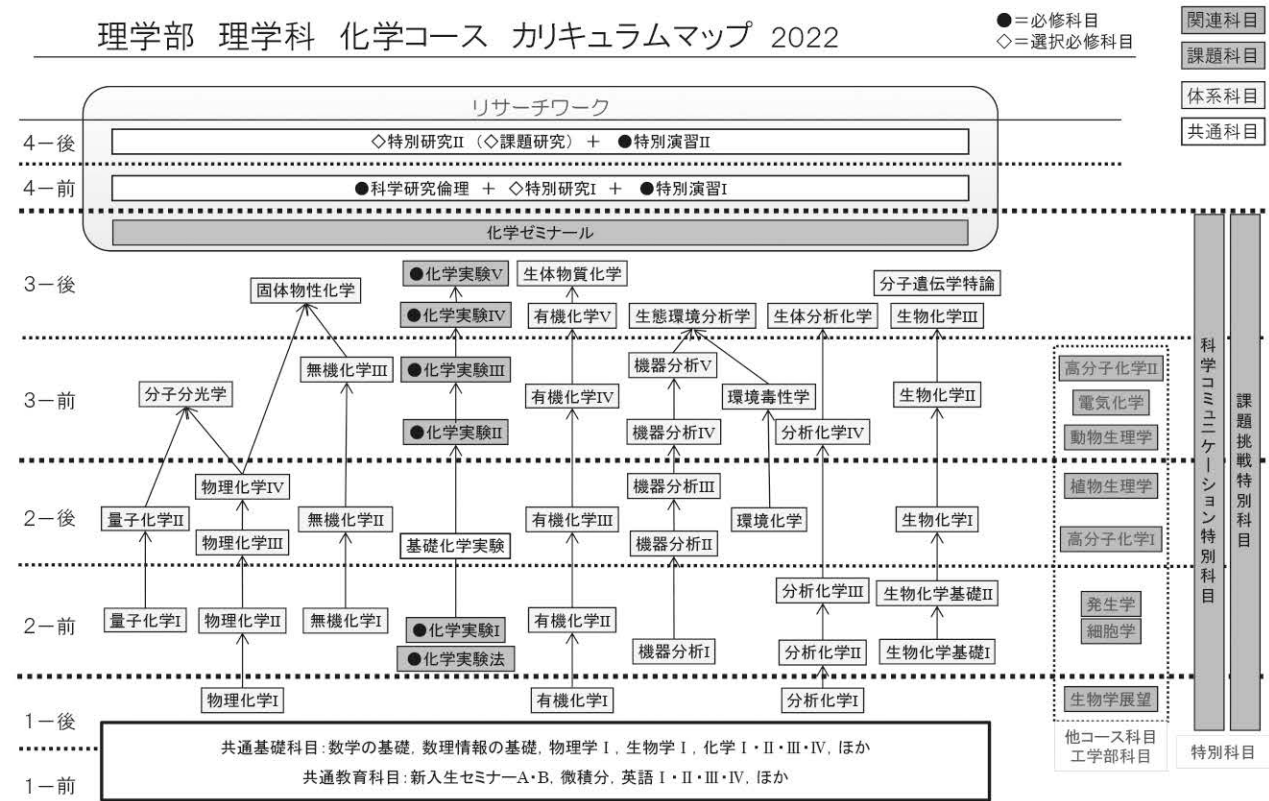 理学部 理学科 化学コース カリキュラムマップ 2022
●＝必修科目
◇＝選択必修科目
関連科目
課題科目
体系科目
共通科目
リサーチワーク
4－後
◇特別研究II（◇課題研究）＋ ●特別演習II
4－前
●科学研究倫理 ＋ ◇特別研究I ＋ ●特別演習I
化学ゼミナール
3－後
固体物性化学
●化学実験V
生体物質化学
分子遺伝学特論
●化学実験IV
有機化学V
生態環境分析学
生体分析化学
生物化学III
3－前
分子分光学
無機化学III
●化学実験III
有機化学IV
機器分析V
環境毒性学
生物化学II
●化学実験II
機器分析IV
分析化学IV
高分子化学II
電気化学
動物生理学
2－後
物理化学IV
機器分析III
植物生理学
量子化学II
無機化学II
有機化学III
環境化学
生物化学I
物理化学III
基礎化学実験
機器分析II
高分子化学I
2－前
分析化学III
生物化学基礎II
発生学
量子化学I
物理化学II
無機化学I
●化学実験I
有機化学II
細胞学
●化学実験法
機器分析I
分析化学II
生物化学基礎I
1－後
物理化学I
有機化学I
分析化学I
生物学展望
共通基礎科目：数学の基礎，数理情報の基礎，物理学 I ，生物学 I ，化学 I・II・III・IV，ほか
1－前
共通教育科目：新入生セミナーA・B，微積分，英語 I・II・III・IV，ほか
他コース科目
工学部科目
科学コミュニケーション特別科目
課題挑戦特別科目
特別科目